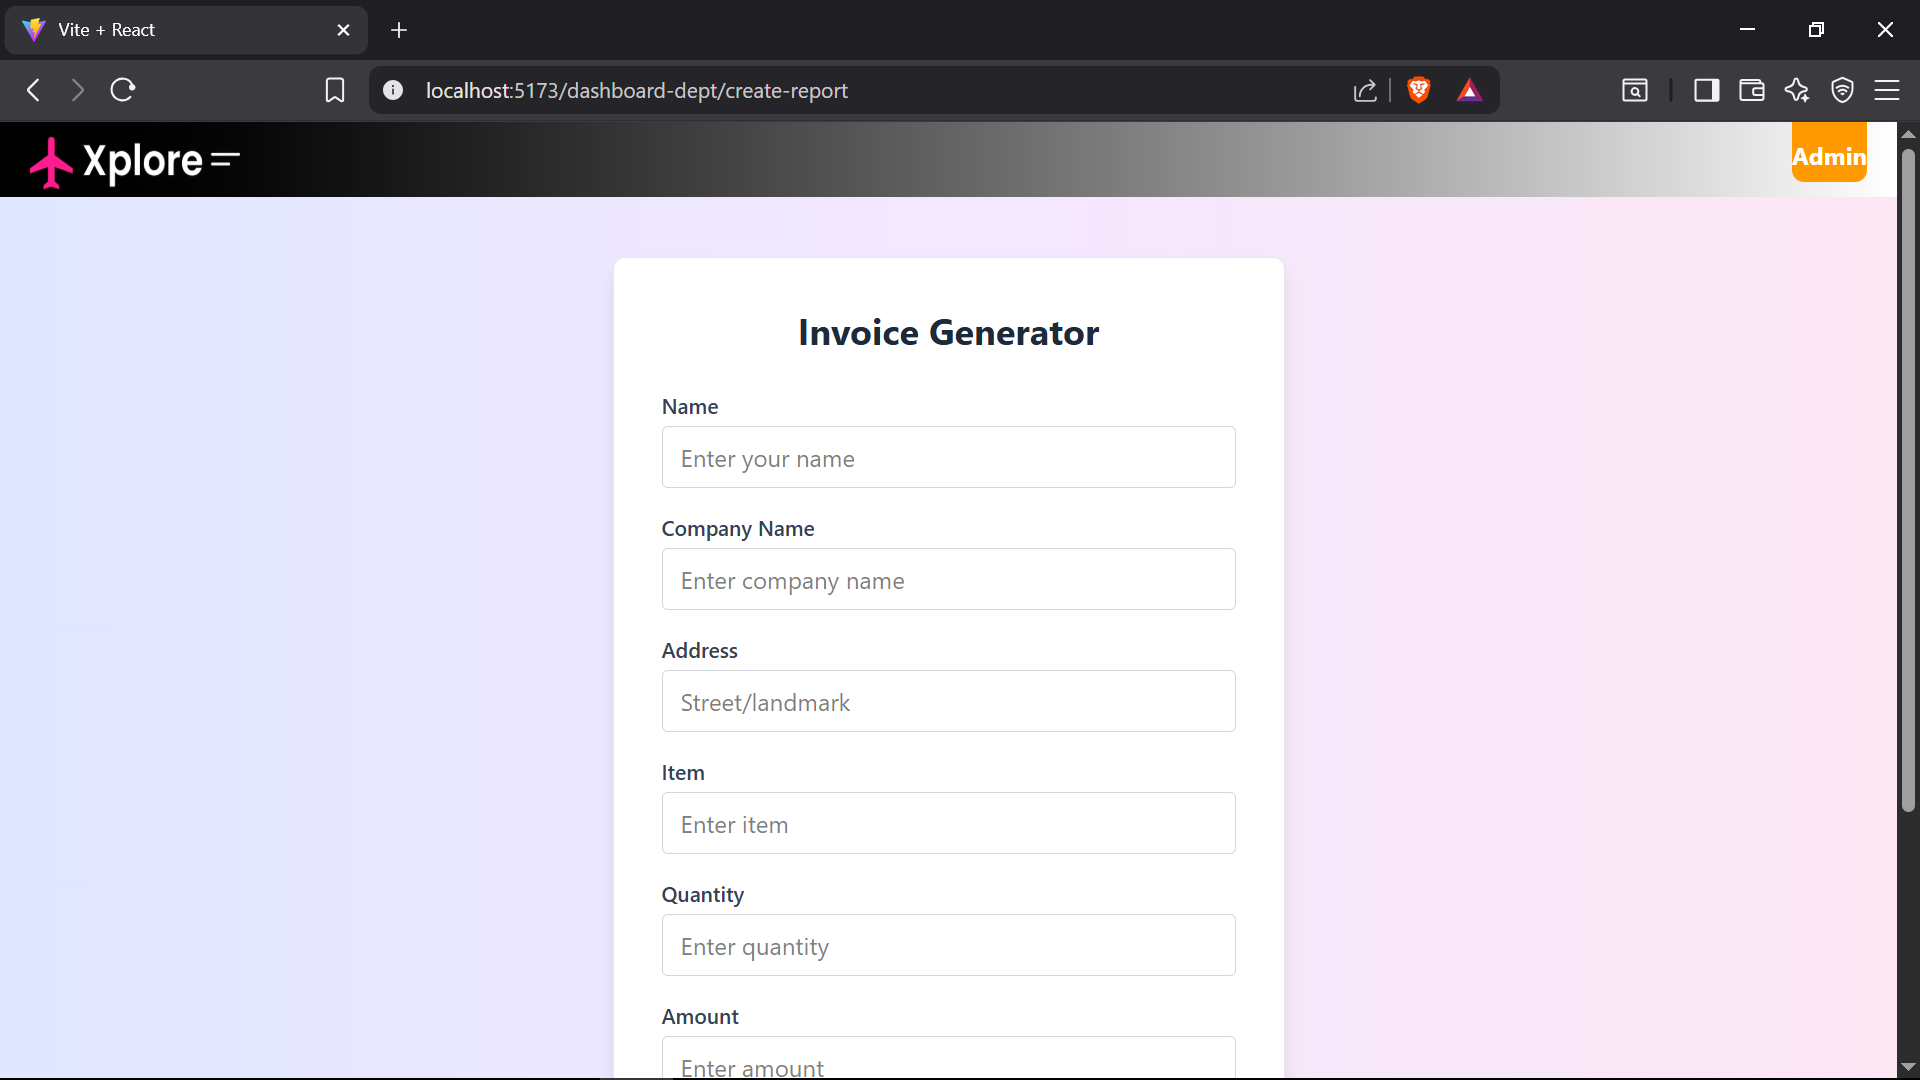 Vite + React
localhost:5173/dashboard-dept/create-report
Xplore
Admin
Invoice Generator
Name
Enter your name
Company Name
Enter company name
Address
Street/landmark
Item
Enter item
Quantity
Enter quantity
Amount
Enter amount